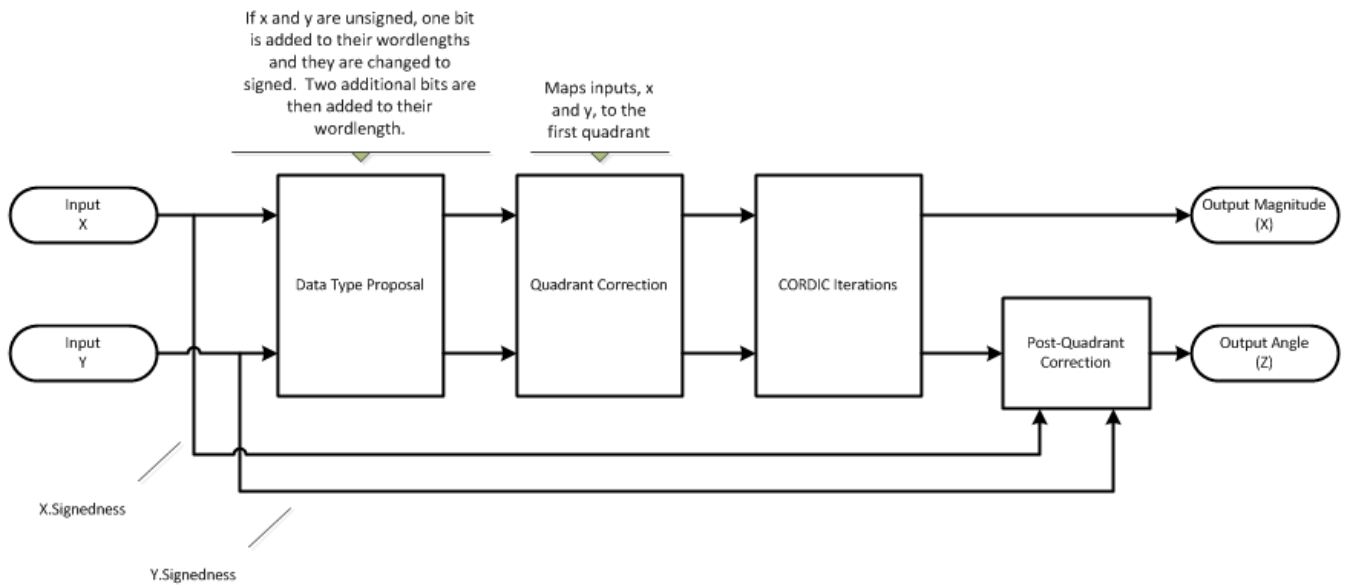 If x and y are unsigned, one bit
is added to their wordlengths
and they are changed to
signed. Two additional bits are
then added to their
wordlength.
Maps inputs, x
and y, to the
first quadrant
Input
X
Data Type Proposal
Quadrant Correction
CORDIC Iterations
Output Magnitude
(X)
Input
Y
Post-Quadrant
Correction
Output Angle
(Z)
X.Signedness
Y.Signedness